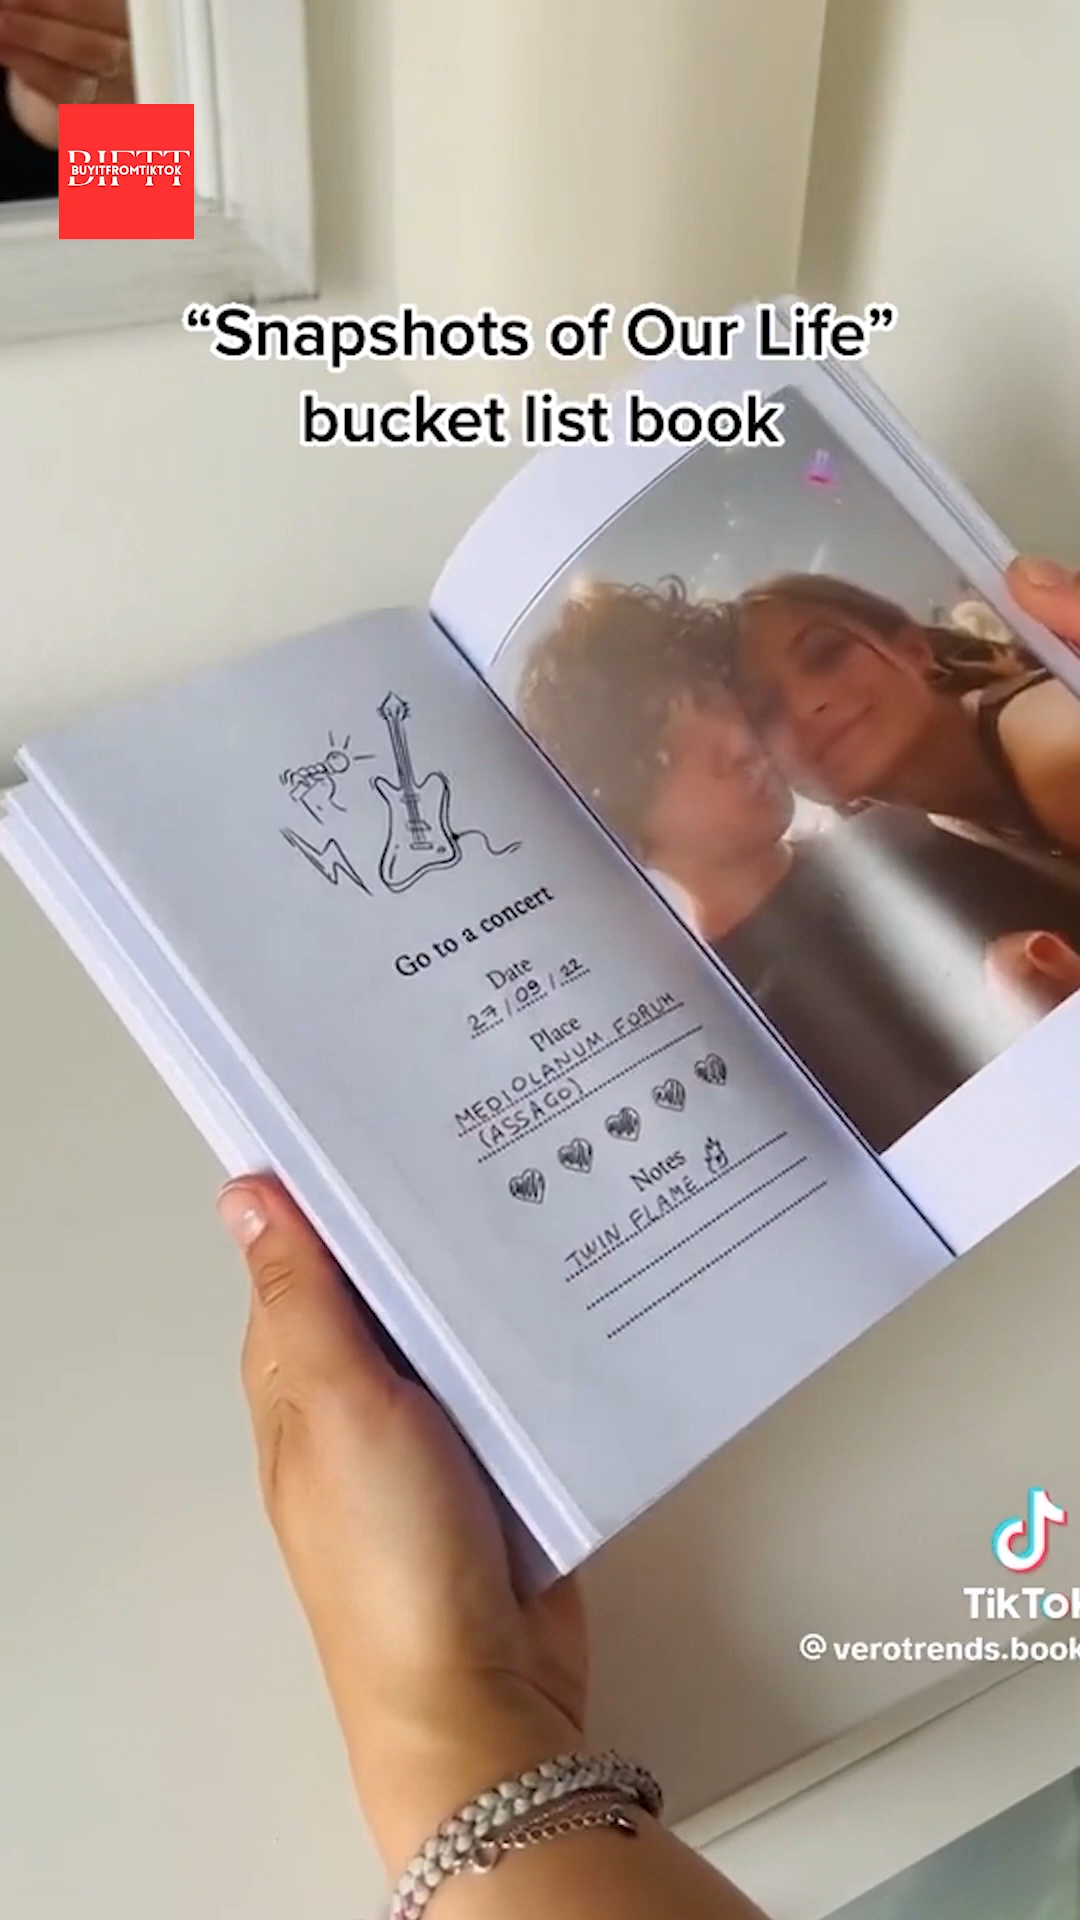 BIFTT
BUYITFROMTIKTOK
“Snapshots of Our Life”
bucket list book
Go to a concert
Date
27/09/22
Place
MEDIOLANUM FORUM
(ASSAGO)
Notes
TWIN FLAME
TikTok
@verotrends.book